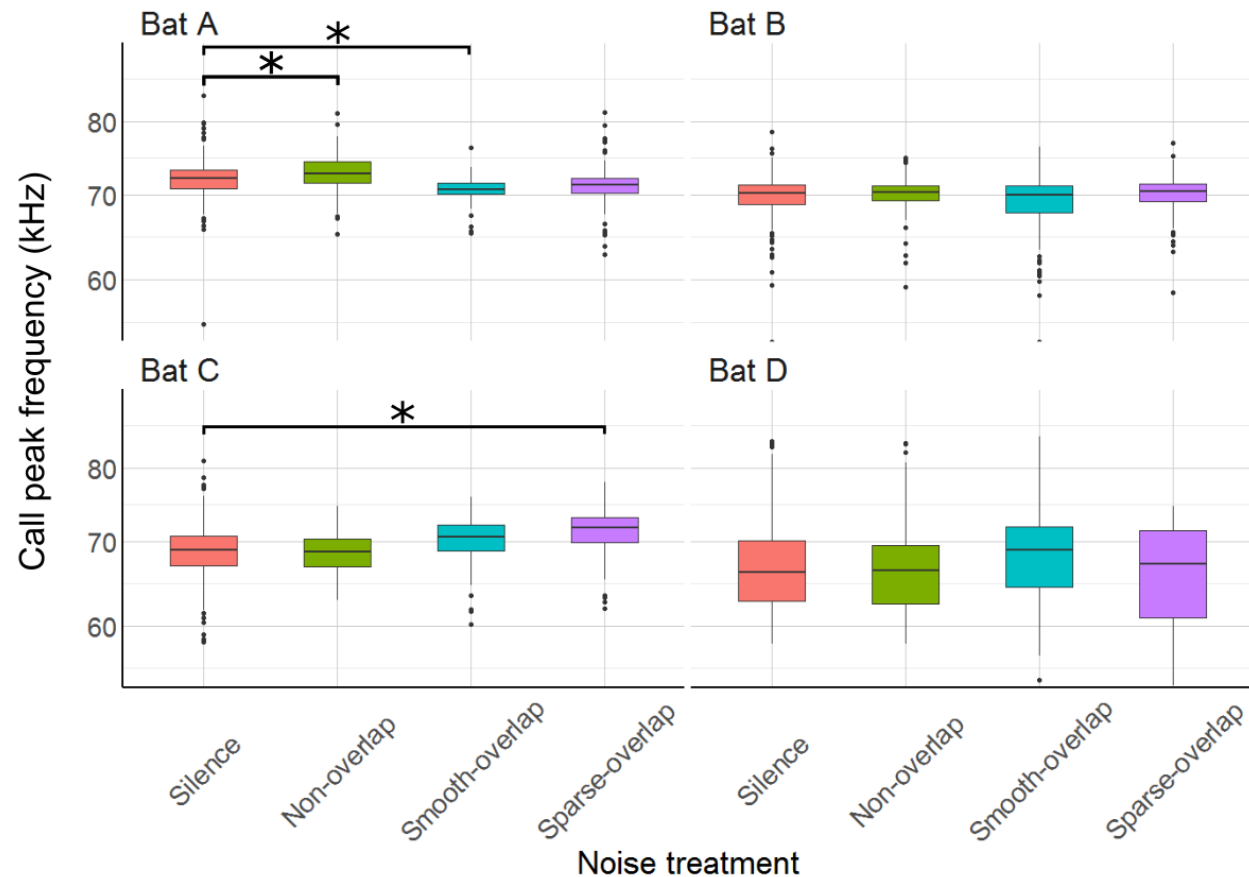 Bat A
Bat B
*
*
80
70
60
Bat C
Bat D
*
80
70
60
Call peak frequency (kHz)
Silence
Non-overlap
Smooth-overlap
Sparse-overlap
Silence
Non-overlap
Smooth-overlap
Sparse-overlap
Noise treatment